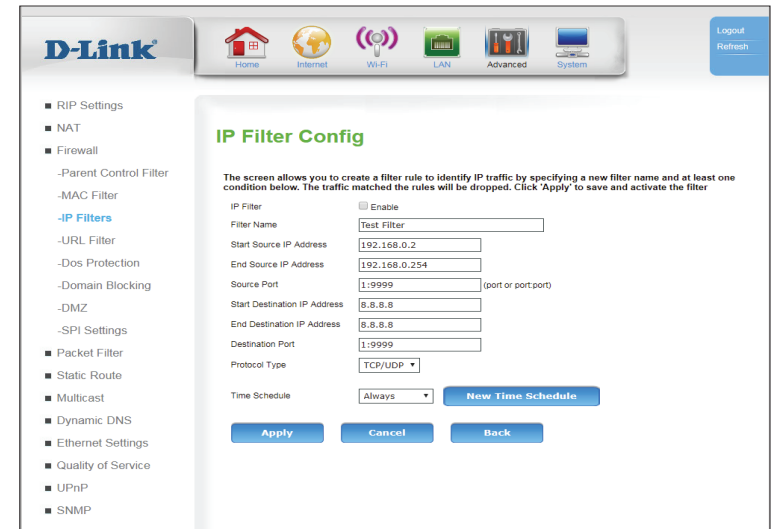 D-Link
Home
Internet
Wi-Fi
LAN
Advanced
System
Logout
Refresh
RIP Settings
NAT
Firewall
-Parent Control Filter
-MAC Filter
-IP Filters
-URL Filter
-Dos Protection
-Domain Blocking
-DMZ
-SPI Settings
Packet Filter
Static Route
Multicast
Dynamic DNS
Ethernet Settings
Quality of Service
UPnP
SNMP
IP Filter Config
The screen allows you to create a filter rule to identify IP traffic by specifying a new filter name and at least one
condition below. The traffic matched the rules will be dropped. Click 'Apply' to save and activate the filter
IP Filter Enable
Filter Name Test Filter
Start Source IP Address 192.168.0.2
End Source IP Address 192.168.0.254
Source Port 1:9999 (port or port:port)
Start Destination IP Address 8.8.8.8
End Destination IP Address 8.8.8.8
Destination Port 1:9999
Protocol Type TCP/UDP
Time Schedule Always New Time Schedule
Apply Cancel Back